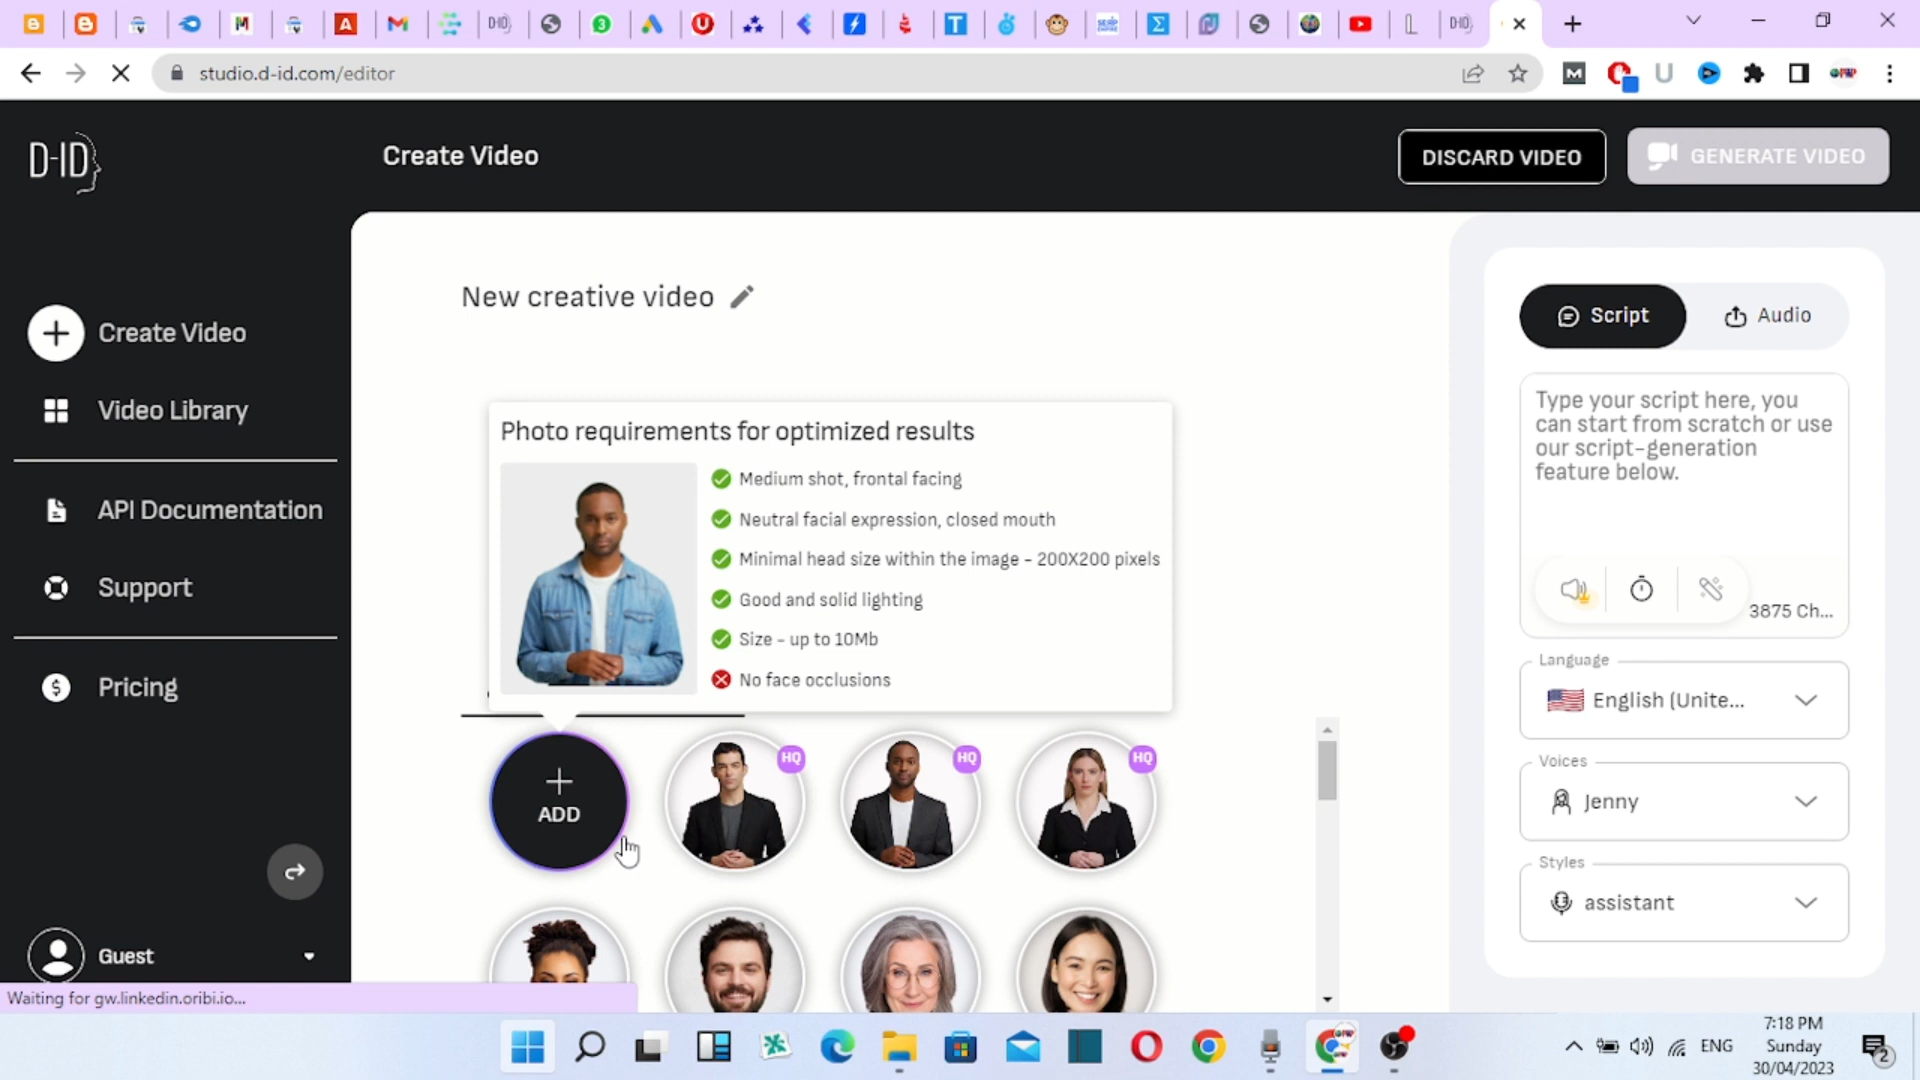 studio.d-id.com/editor
D-ID
Create Video
DISCARD VIDEO
GENERATE VIDEO
Create Video
Video Library
API Documentation
Support
Pricing
Guest
Waiting for gw.linkedin.oribi.io...
New creative video
Photo requirements for optimized results
Medium shot, frontal facing
Neutral facial expression, closed mouth
Minimal head size within the image - 200X200 pixels
Good and solid lighting
Size - up to 10Mb
No face occlusions
ADD
HQ
HQ
HQ
Script
Audio
Type your script here, you
can start from scratch or use
our script-generation
feature below.
3875 Ch...
Language
English (Unite...
Voices
Jenny
Styles
assistant
ENG
7:18 PM
Sunday
30/04/2023
2